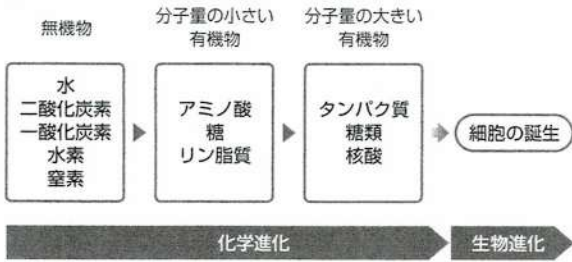 無機物
分子量の小さい
有機物
分子量の大きい
有機物
水
二酸化炭素
一酸化炭素
水素
窒素
アミノ酸
糖
リン脂質
タンパク質
糖類
核酸
細胞の誕生
化学進化
生物進化